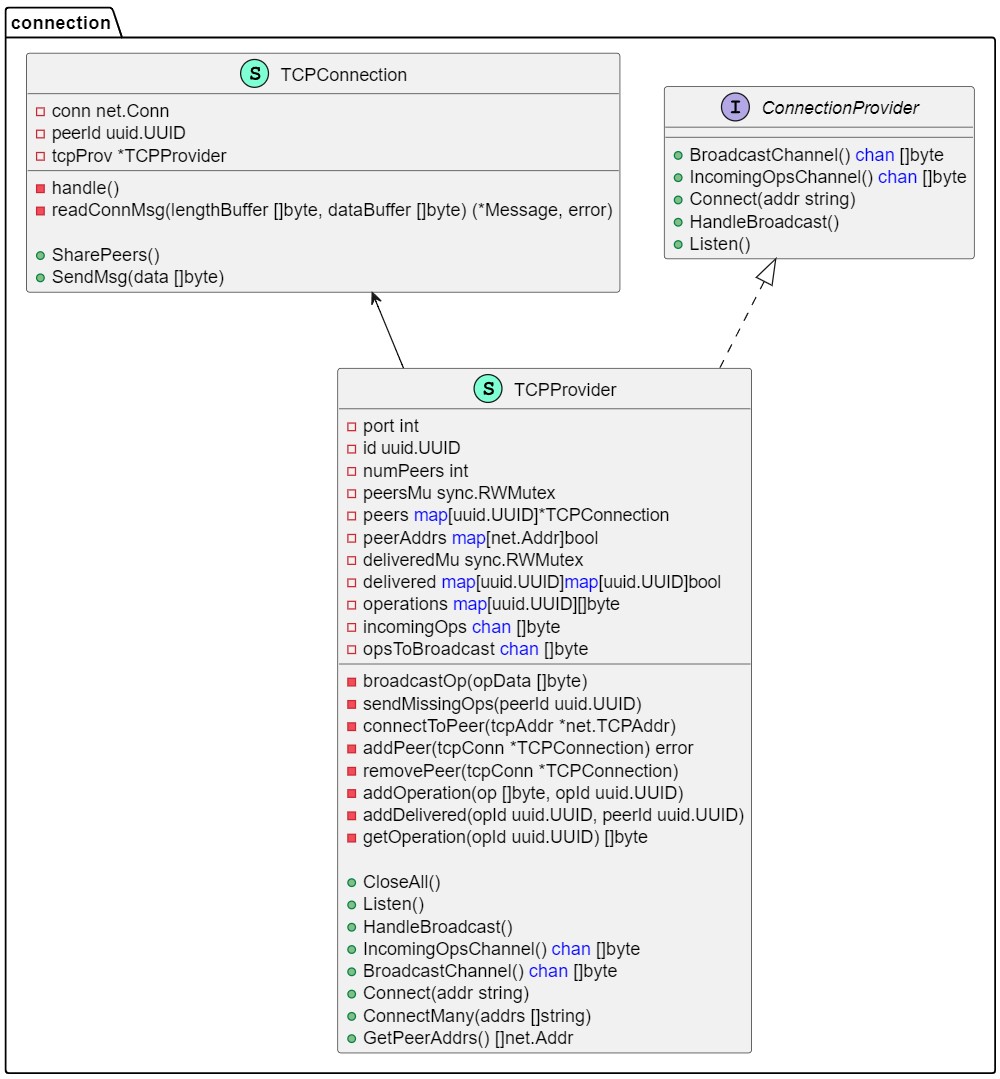 connection
S TCPConnection
conn net.Conn
peerId uuid.UUID
tcpProv *TCPProvider
handle()
readConnMsg(lengthBuffer []byte, dataBuffer []byte) (*Message, error)
SharePeers()
SendMsg(data []byte)
I ConnectionProvider
BroadcastChannel() chan []byte
IncomingOpsChannel() chan []byte
Connect(addr string)
HandleBroadcast()
Listen()
S TCPProvider
port int
id uuid.UUID
numPeers int
peersMu sync.RWMutex
peers map[uuid.UUID]*TCPConnection
peerAddrs map[net.Addr]bool
deliveredMu sync.RWMutex
delivered map[uuid.UUID]map[uuid.UUID]bool
operations map[uuid.UUID][]byte
incomingOps chan []byte
opsToBroadcast chan []byte
broadcastOp(opData []byte)
sendMissingOps(peerId uuid.UUID)
connectToPeer(tcpAddr *net.TCPAddr)
addPeer(tcpConn *TCPConnection) error
removePeer(tcpConn *TCPConnection)
addOperation(op []byte, opId uuid.UUID)
addDelivered(opId uuid.UUID, peerId uuid.UUID)
getOperation(opId uuid.UUID) []byte
CloseAll()
Listen()
HandleBroadcast()
IncomingOpsChannel() chan []byte
BroadcastChannel() chan []byte
Connect(addr string)
ConnectMany(addrs []string)
GetPeerAddrs() []net.Addr